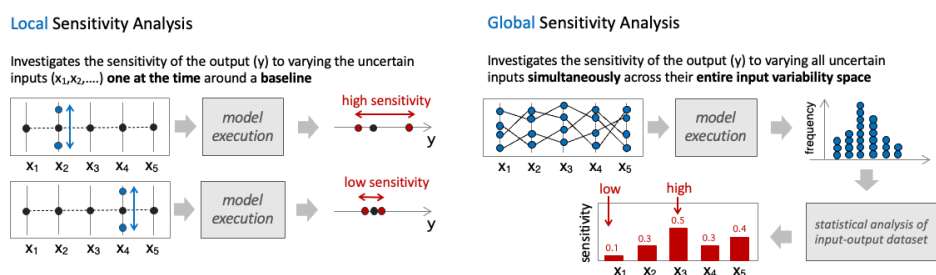 Local Sensitivity Analysis
Investigates the sensitivity of the output (y) to varying the uncertain
inputs (x₁,x₂,....) one at the time around a baseline
model
execution
high sensitivity
y
x₁ x₂ x₃ x₄ x₅
model
execution
low sensitivity
y
x₁ x₂ x₃ x₄ x₅
Global Sensitivity Analysis
Investigates the sensitivity of the output (y) to varying all uncertain
inputs simultaneously across their entire input variability space
x₁ x₂ x₃ x₄ x₅
model
execution
frequency
y
statistical analysis of
input-output dataset
low high
sensitivity
0.1 0.3 0.5 0.3 0.4
x₁ x₂ x₃ x₄ x₅